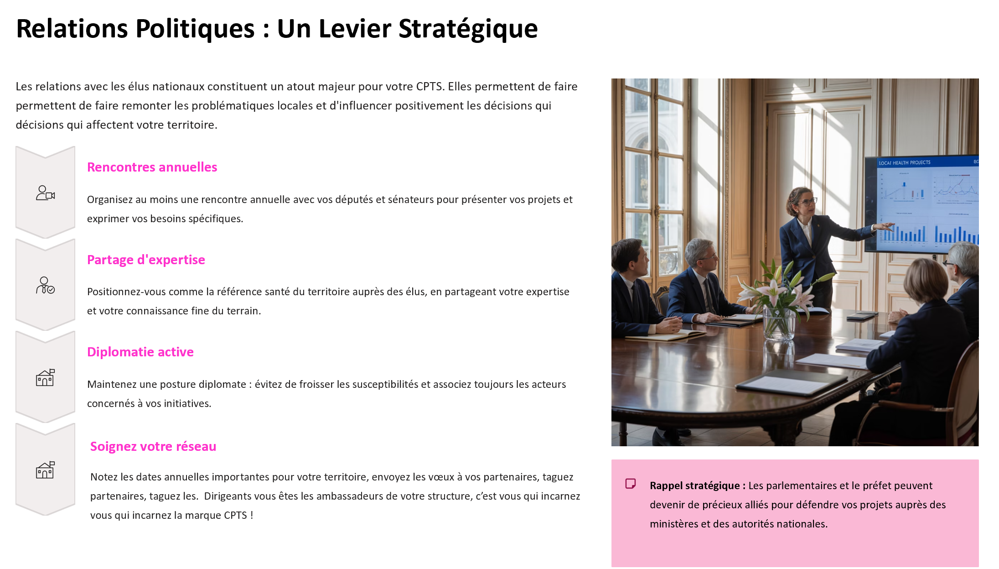 Relations Politiques : Un Levier Stratégique
Les relations avec les élus nationaux constituent un atout majeur pour votre CPTS. Elles permettent de faire
permettent de faire remonter les problématiques locales et d'influencer positivement les décisions qui
décisions qui affectent votre territoire.
Rencontres annuelles
Organisez au moins une rencontre annuelle avec vos députés et sénateurs pour présenter vos projets et
exprimer vos besoins spécifiques.
Partage d'expertise
Positionnez-vous comme la référence santé du territoire auprès des élus, en partageant votre expertise
et votre connaissance fine du terrain.
Diplomatie active
Maintenez une posture diplomate : évitez de froisser les susceptibilités et associez toujours les acteurs
concernés à vos initiatives.
Soignez votre réseau
Notez les dates annuelles importantes pour votre territoire, envoyez les vœux à vos partenaires, taguez
partenaires, taguez les.  Dirigeants vous êtes les ambassadeurs de votre structure, c’est vous qui incarnez
vous qui incarnez la marque CPTS !
LOCAL HEALTH PROJECTS
Rappel stratégique : Les parlementaires et le préfet peuvent
devenir de précieux alliés pour défendre vos projets auprès des
ministères et des autorités nationales.